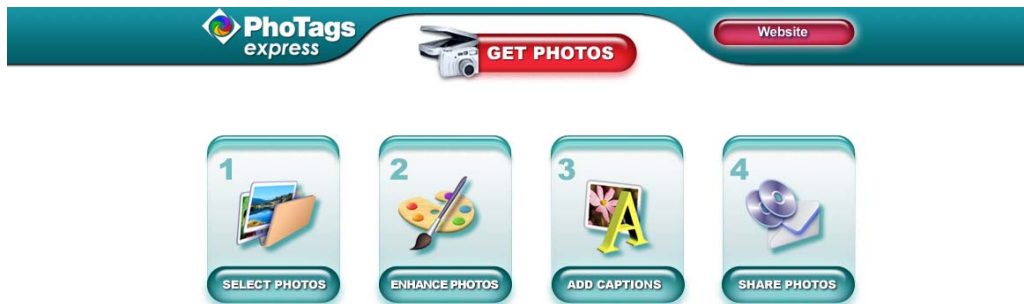 PhoTags
express
GET PHOTOS
Website
1
2
3
4
A
SELECT PHOTOS
ENHANCE PHOTOS
ADD CAPTIONS
SHARE PHOTOS